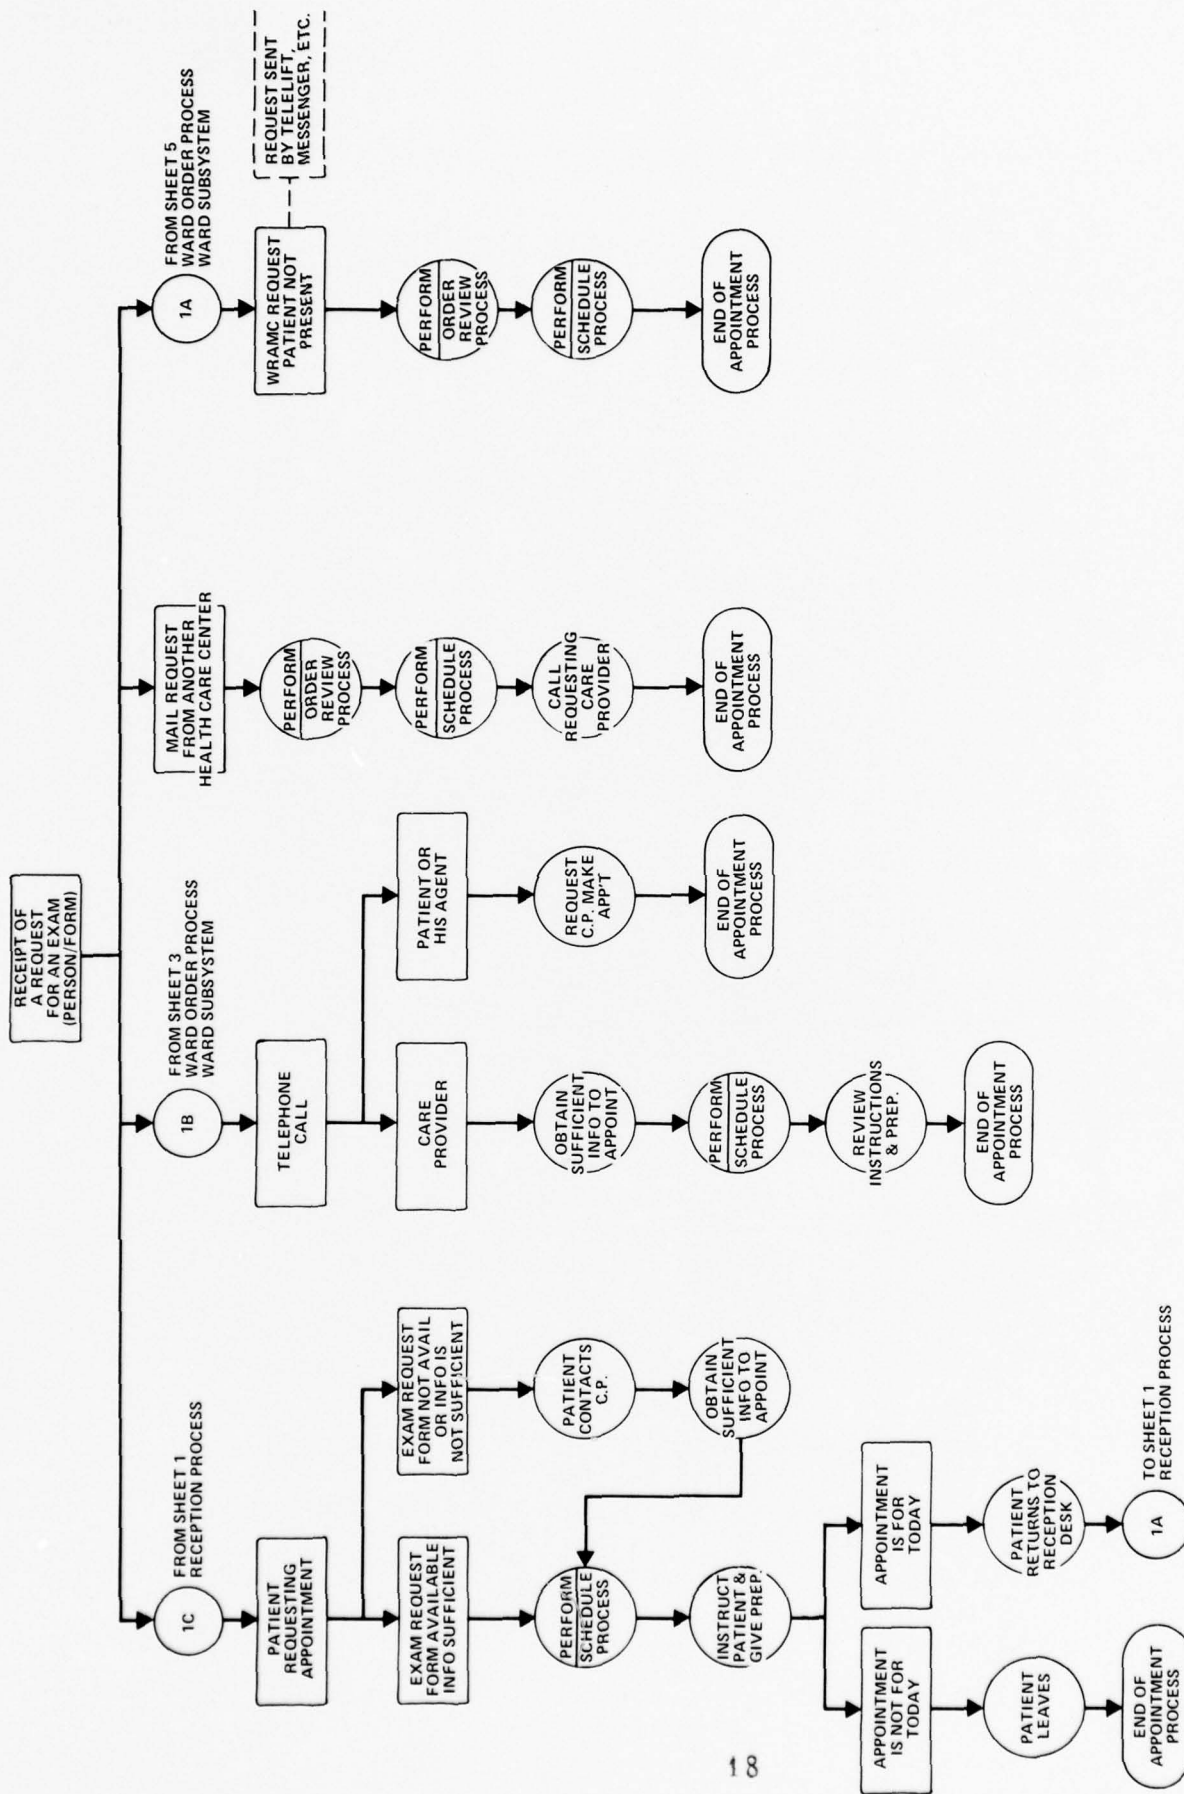 RECEIPT OF
A REQUEST
FOR AN EXAM
(PERSON/FORM)
1C
FROM SHEET 1
RECEPTION PROCESS
PATIENT
REQUESTING
APPOINTMENT
EXAM REQUEST
FORM AVAILABLE
INFO SUFFICIENT
EXAM REQUEST
FORM NOT AVAIL
OR INFO IS
NOT SUFFICIENT
PATIENT
CONTACTS
C.P.
OBTAIN
SUFFICIENT
INFO TO
APPOINT
PERFORM
SCHEDULE
PROCESS
INSTRUCT
PATIENT &
GIVE PREP.
APPOINTMENT
IS NOT FOR
TODAY
PATIENT
LEAVES
END OF
APPOINTMENT
PROCESS
APPOINTMENT
IS FOR
TODAY
PATIENT
RETURNS TO
RECEPTION
DESK
1A
TO SHEET 1
RECEPTION PROCESS
1B
FROM SHEET 3
WARD ORDER PROCESS
WARD SUBSYSTEM
TELEPHONE
CALL
CARE
PROVIDER
OBTAIN
SUFFICIENT
INFO TO
APPOINT
PERFORM
SCHEDULE
PROCESS
REVIEW
INSTRUCTIONS
& PREP.
END OF
APPOINTMENT
PROCESS
PATIENT OR
HIS AGENT
REQUEST
C.P. MAKE
APP'T
END OF
APPOINTMENT
PROCESS
MAIL REQUEST
FROM ANOTHER
HEALTH CARE CENTER
PERFORM
ORDER
REVIEW
PROCESS
PERFORM
SCHEDULE
PROCESS
CALL
REQUESTING
CARE
PROVIDER
END OF
APPOINTMENT
PROCESS
1A
FROM SHEET 5
WARD ORDER PROCESS
WARD SUBSYSTEM
WRAMC REQUEST
PATIENT NOT
PRESENT
REQUEST SENT
BY TELELIFT,
MESSENGER, ETC.
PERFORM
ORDER
REVIEW
PROCESS
PERFORM
SCHEDULE
PROCESS
END OF
APPOINTMENT
PROCESS
18